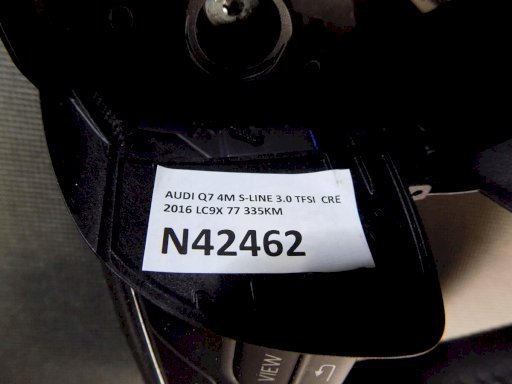 AUDI Q7 4M S-LINE 3.0 TFSI CRE
2016 LC9X 77 335KM
N42462
VIEW